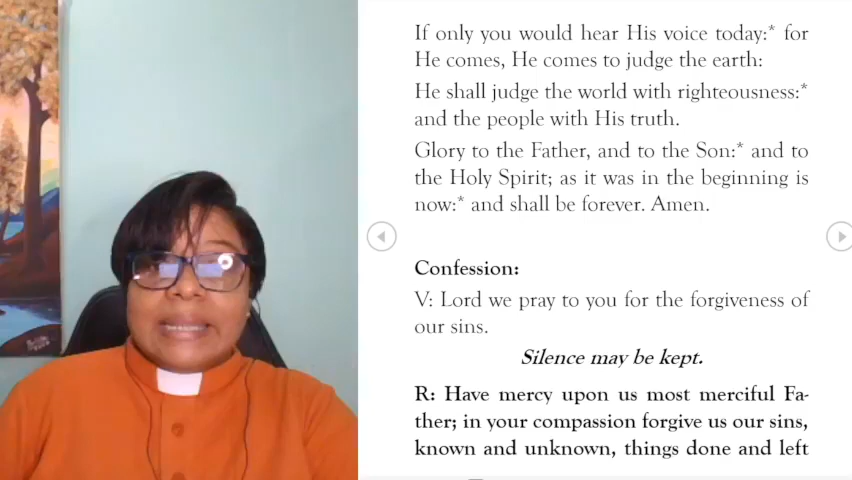 If only you would hear His voice today:* for
He comes, He comes to judge the earth:
He shall judge the world with righteousness:*
and the people with His truth.
Glory to the Father, and to the Son:* and to
the Holy Spirit; as it was in the beginning is
now:* and shall be forever. Amen.
Confession:
V: Lord we pray to you for the forgiveness of
our sins.
Silence may be kept.
R: Have mercy upon us most merciful Fa-
ther; in your compassion forgive us our sins,
known and unknown, things done and left